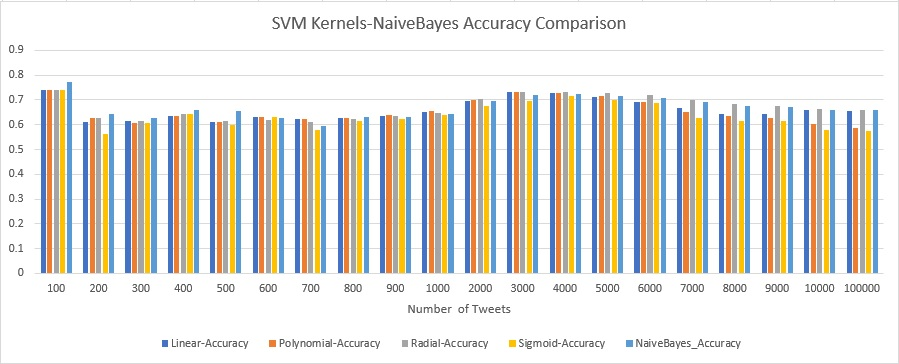 SVM Kernels-NaiveBayes Accuracy Comparison
0.9
0.8
0.7
0.6
0.5
0.4
0.3
0.2
0.1
0
100 200 300 400 500 600 700 800 900 1000 2000 3000 4000 5000 6000 7000 8000 9000 10000 100000
Number of Tweets
Linear-Accuracy Polynomial-Accuracy Radial-Accuracy Sigmoid-Accuracy NaiveBayes_Accuracy